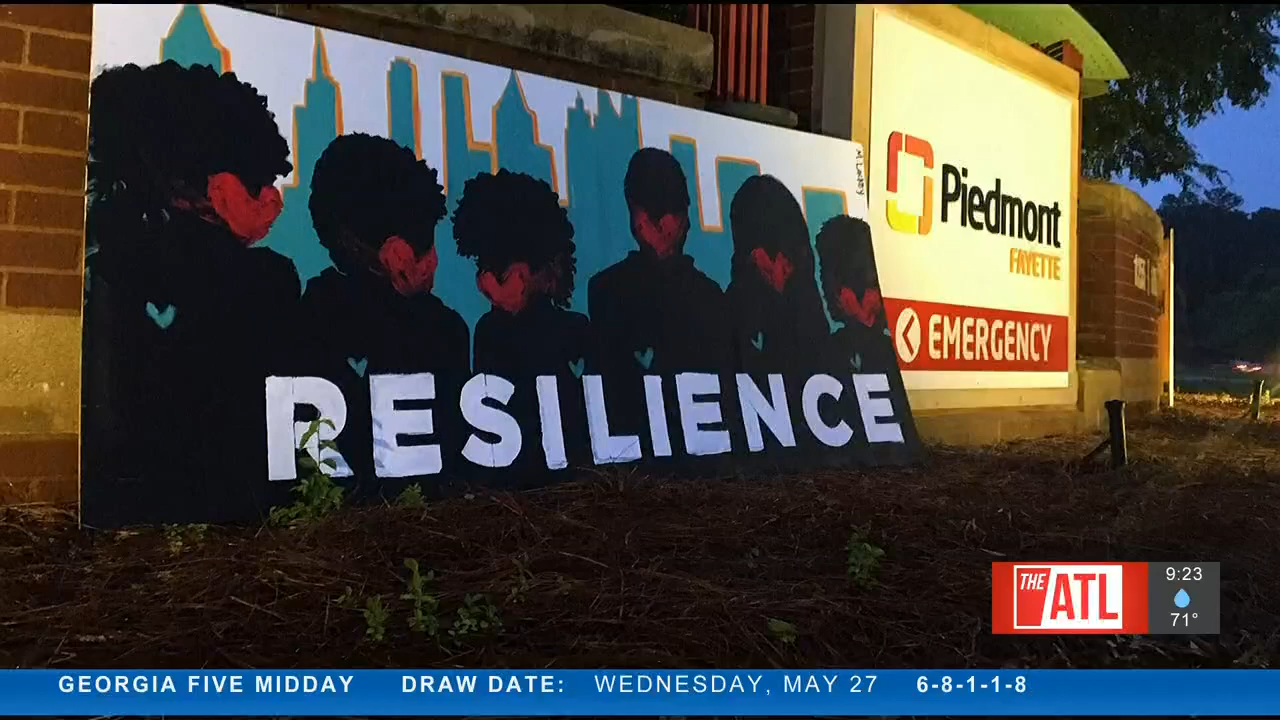 RESILIENCE
Piedmont
FAYETTE
EMERGENCY
THE ATL
9:23
71°
GEORGIA FIVE MIDDAY DRAW DATE: WEDNESDAY, MAY 27 6-8-1-1-8